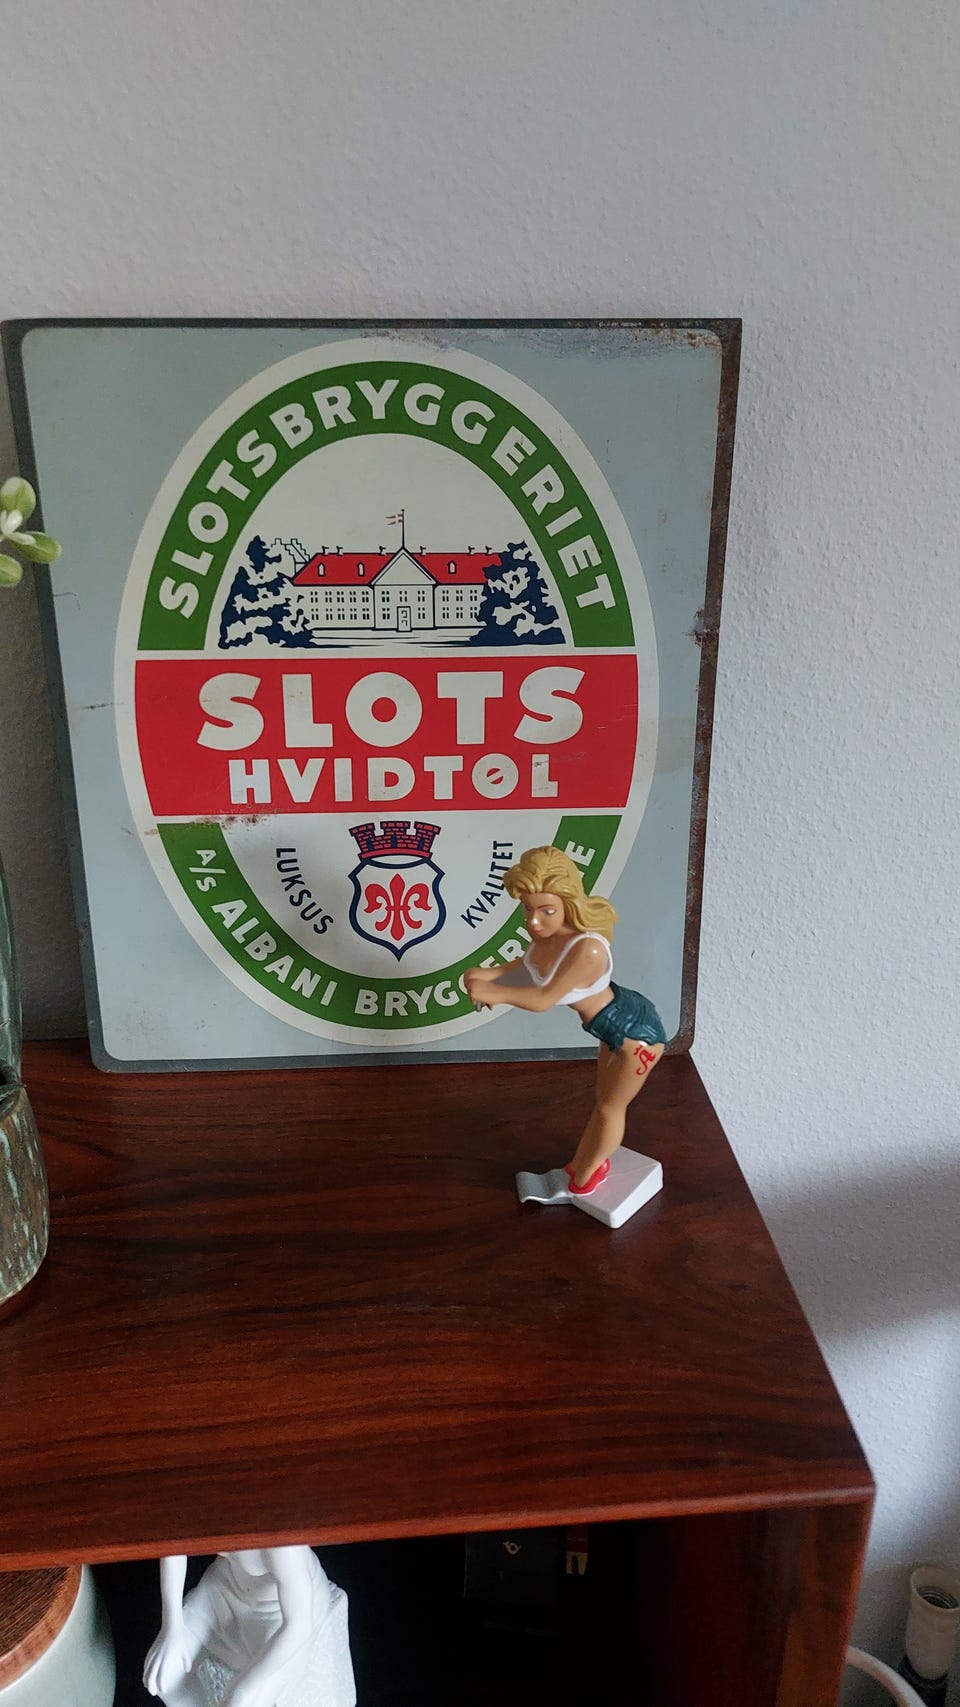 SLOTSBRYGGERIET
SLOTS
HVIDTØL
LUKSUS
KVALITET
A/S ALBANI BRYGGERI
Å